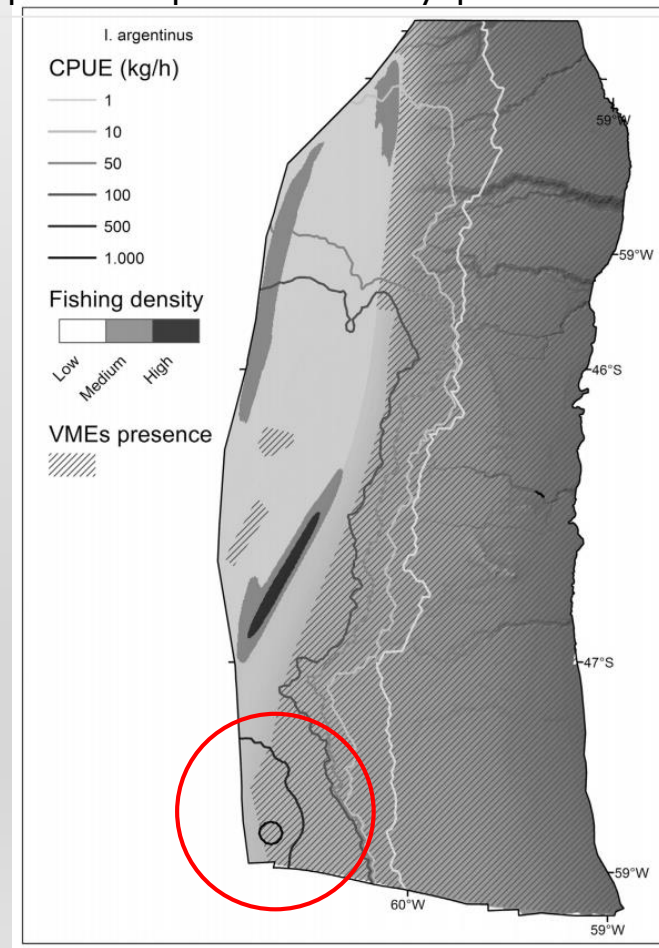 I. argentinus
CPUE (kg/h)
1
10
50
100
500
1.000
Fishing density
Low
Medium
High
VMEs presence
59°W
59°W
46°S
47°S
59°W
60°W
59°W